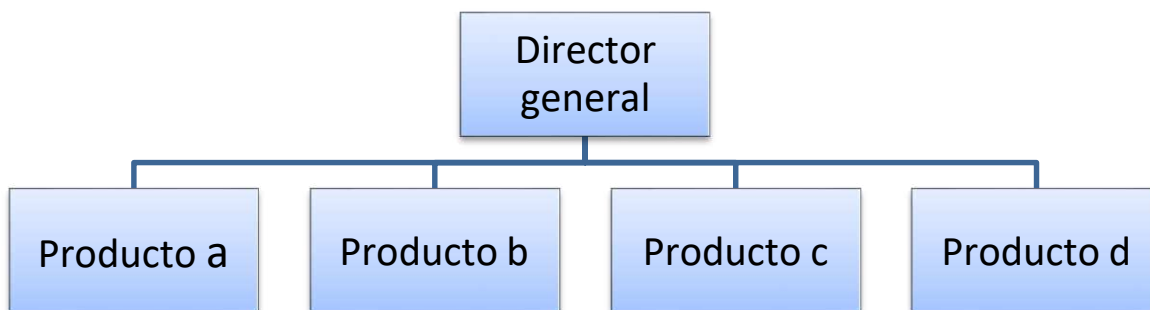 Director
general
Producto a
Producto b
Producto c
Producto d